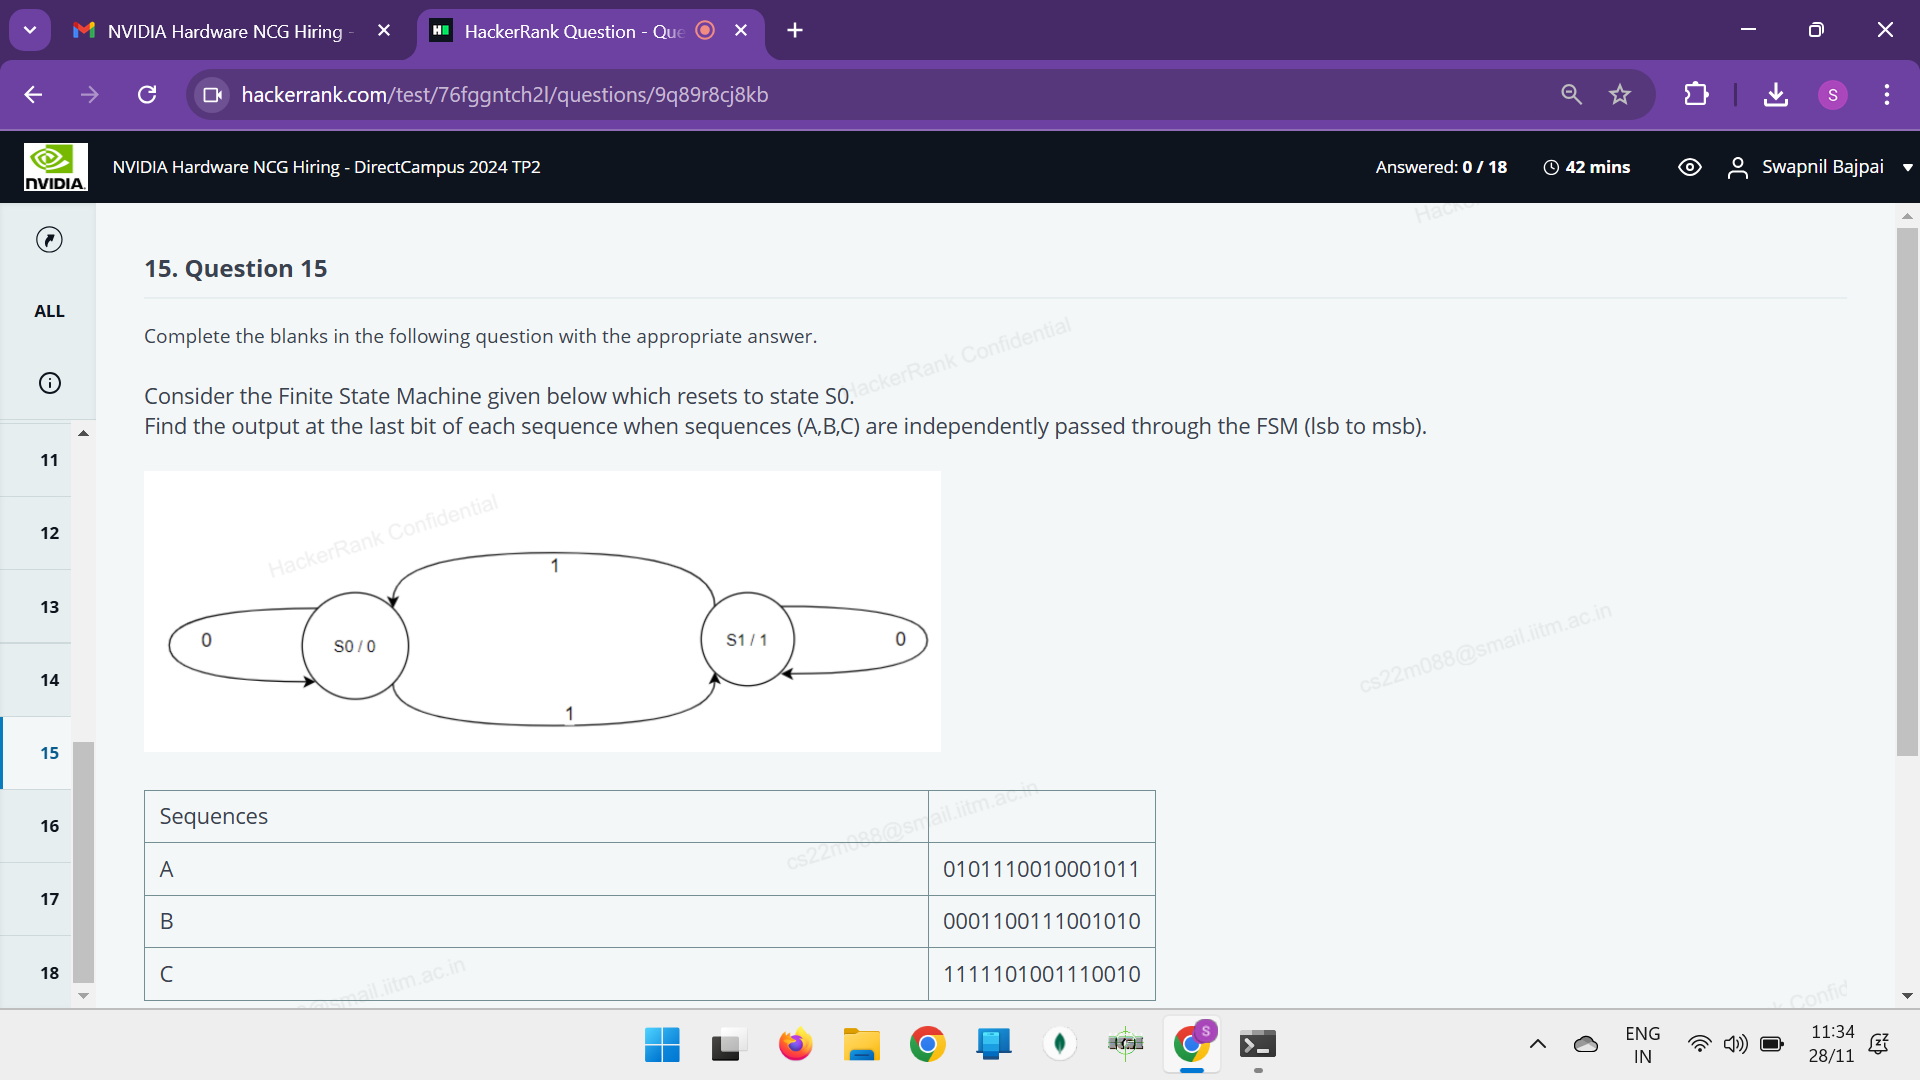 NVIDIA Hardware NCG Hiring -
HackerRank Question - Que
hackerrank.com/test/76fggntch2l/questions/9q89r8cj8kb
S
NVIDIA
NVIDIA Hardware NCG Hiring - DirectCampus 2024 TP2
Answered: 0 / 18
42 mins
Swapnil Bajpai
ALL
11
12
13
14
15
16
17
18
15. Question 15
Complete the blanks in the following question with the appropriate answer.
HackerRank Confidential
Consider the Finite State Machine given below which resets to state S0.
Find the output at the last bit of each sequence when sequences (A,B,C) are independently passed through the FSM (lsb to msb).
HackerRank Confidential
1
0
S0 / 0
S1 / 1
0
1
cs22m088@smail.iitm.ac.in
Sequences
cs22m088@smail.iitm.ac.in
A 0101110010001011
B 0001100111001010
C 1111101001110010
@smail.iitm.ac.in
S
ENG
IN
11:34
28/11